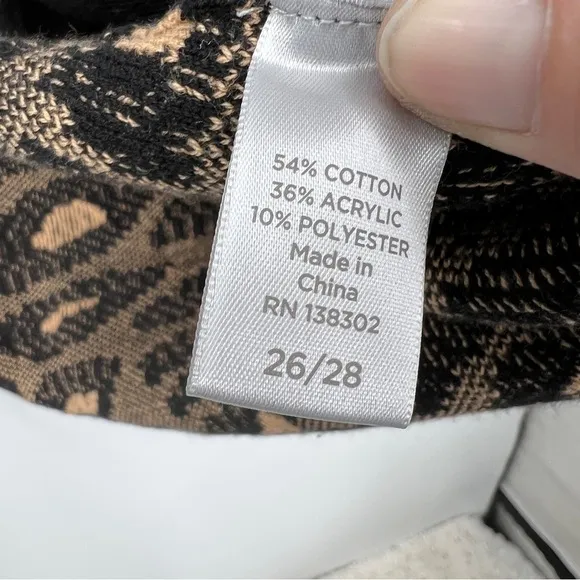 54% COTTON
36% ACRYLIC
10% POLYESTER
Made in
China
RN 138302
26/28